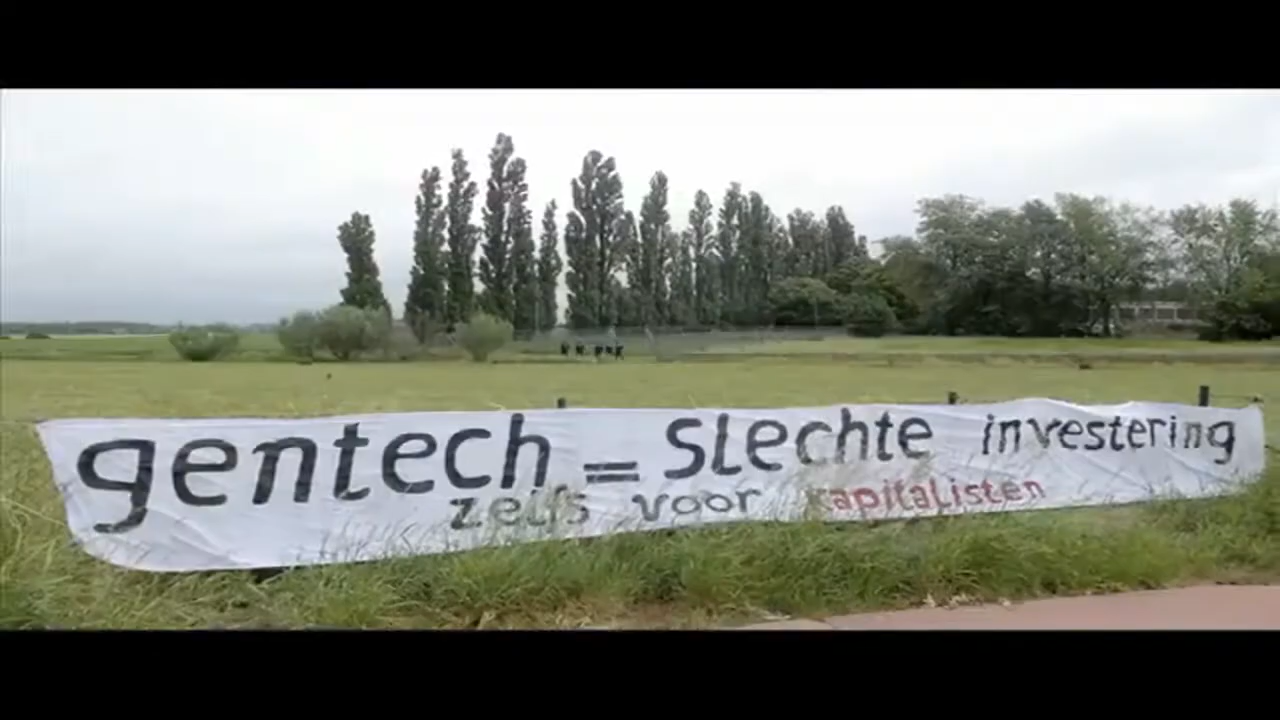 gentech = slechte investering
zelfs voor kapitalisten